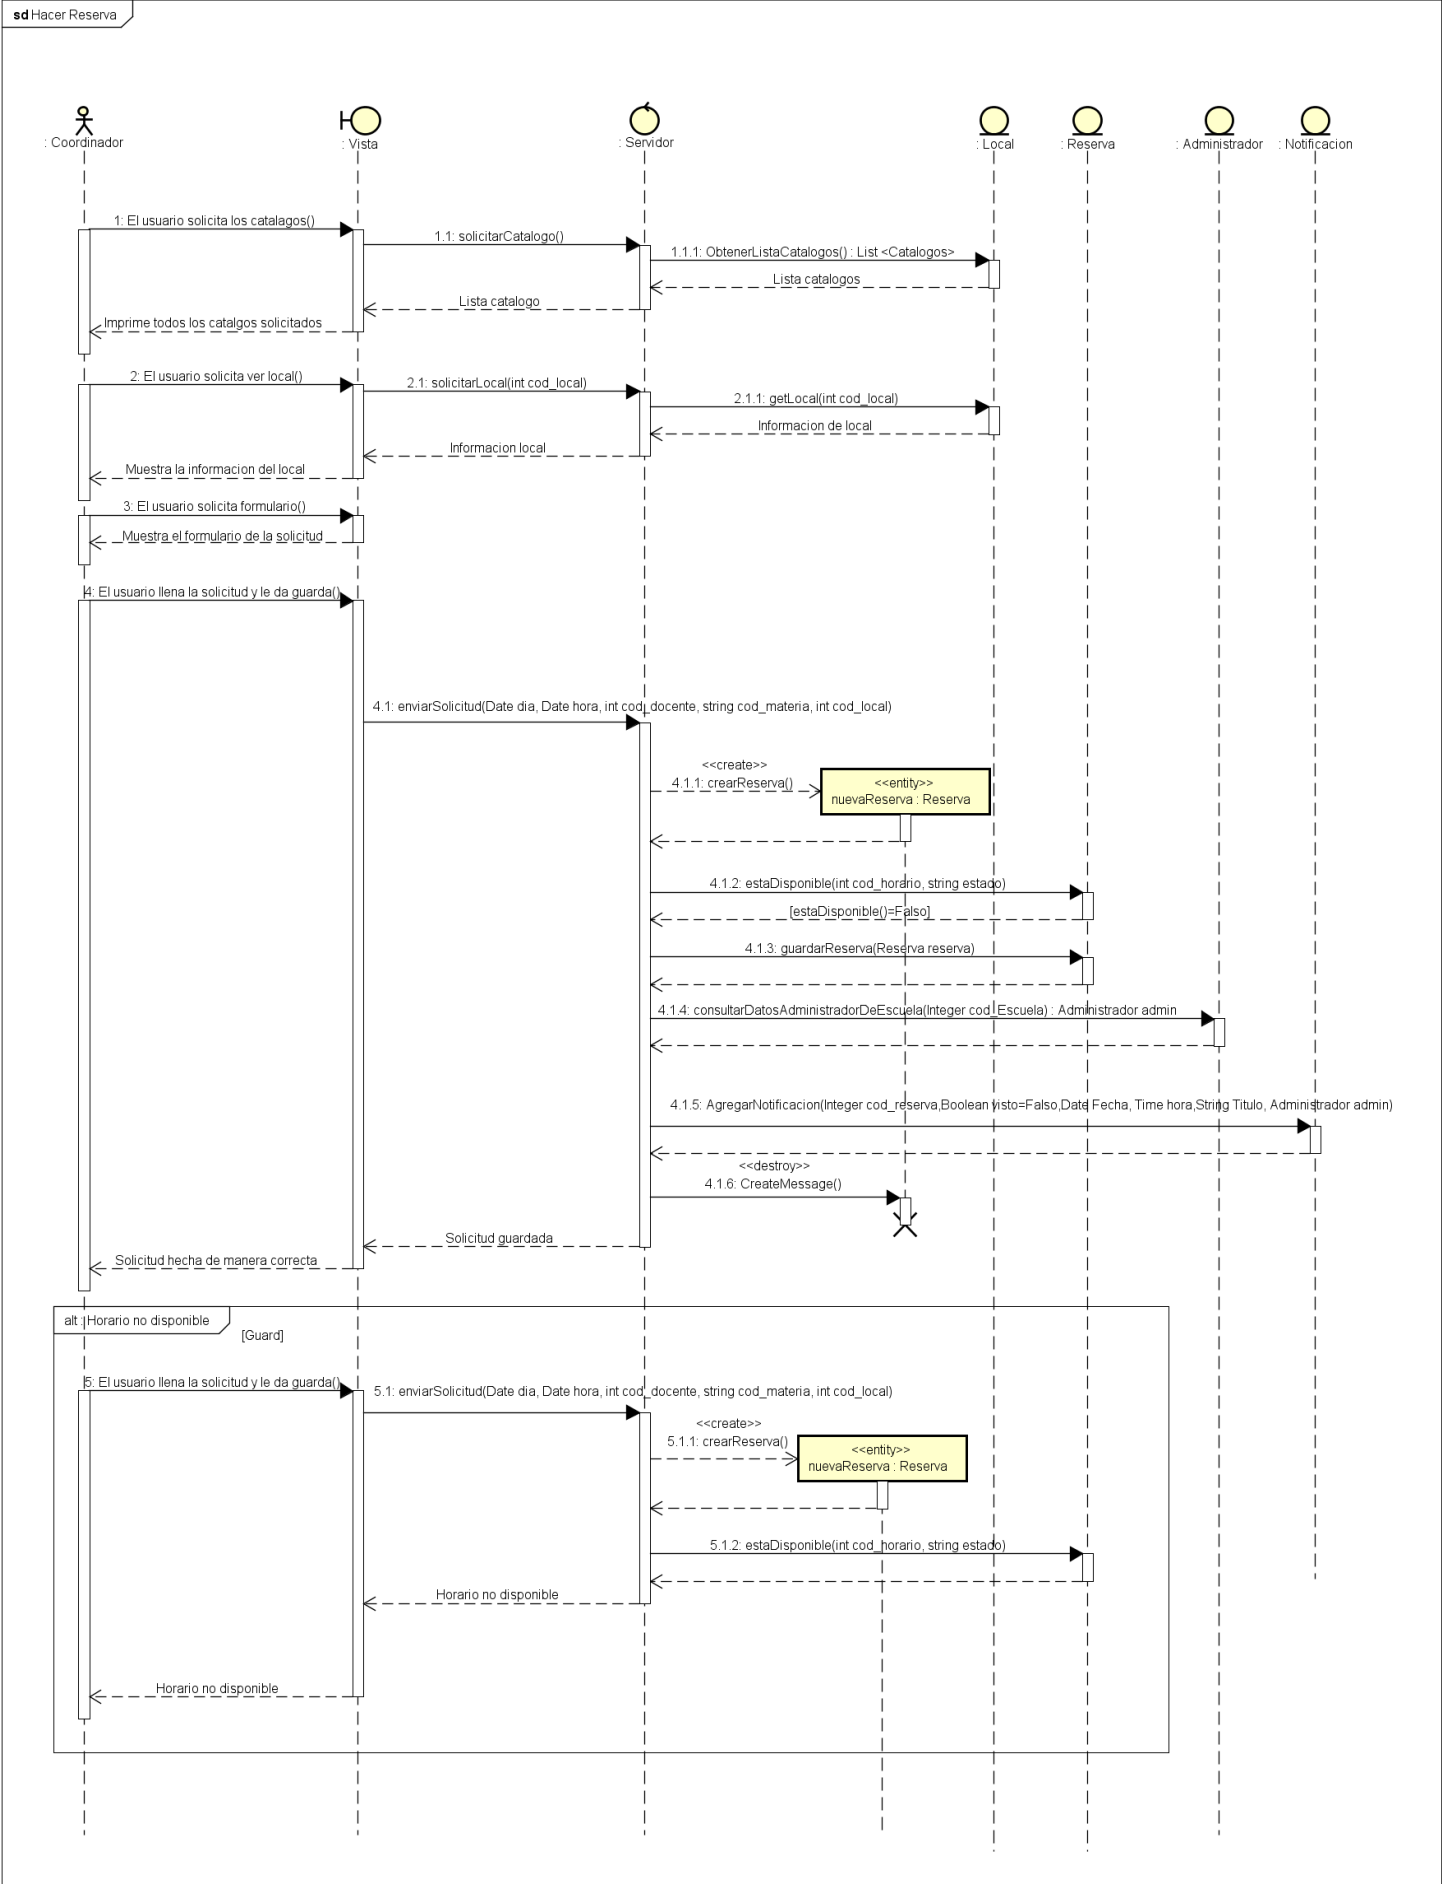 sd Hacer Reserva
: Coordinador
: Vista
: Servidor
: Local
: Reserva
: Administrador
: Notificacion
1: El usuario solicita los catalagos()
1.1: solicitarCatalogo()
1.1.1: ObtenerListaCatalogos() : List <Catalogos>
Lista catalogos
Lista catalogo
Imprime todos los catalgos solicitados
2: El usuario solicita ver local()
2.1: solicitarLocal(int cod_local)
2.1.1: getLocal(int cod_local)
Informacion de local
Informacion local
Muestra la informacion del local
3: El usuario solicita formulario()
Muestra el formulario de la solicitud
4: El usuario llena la solicitud y le da guarda()
4.1: enviarSolicitud(Date dia, Date hora, int cod_docente, string cod_materia, int cod_local)
<<create>>
4.1.1: crearReserva()
<<entity>>
nuevaReserva : Reserva
4.1.2: estaDisponible(int cod_horario, string estado)
[estaDisponible()=Falso]
4.1.3: guardarReserva(Reserva reserva)
4.1.4: consultarDatosAdministradorDeEscuela(Integer cod_Escuela) : Administrador admin
4.1.5: AgregarNotificacion(Integer cod_reserva,Boolean visto=Falso,Date Fecha, Time hora,String Titulo, Administrador admin)
<<destroy>>
4.1.6: CreateMessage()
Solicitud guardada
Solicitud hecha de manera correcta
alt : Horario no disponible
[Guard]
5: El usuario llena la solicitud y le da guarda()
5.1: enviarSolicitud(Date dia, Date hora, int cod_docente, string cod_materia, int cod_local)
<<create>>
5.1.1: crearReserva()
<<entity>>
nuevaReserva : Reserva
5.1.2: estaDisponible(int cod_horario, string estado)
Horario no disponible
Horario no disponible